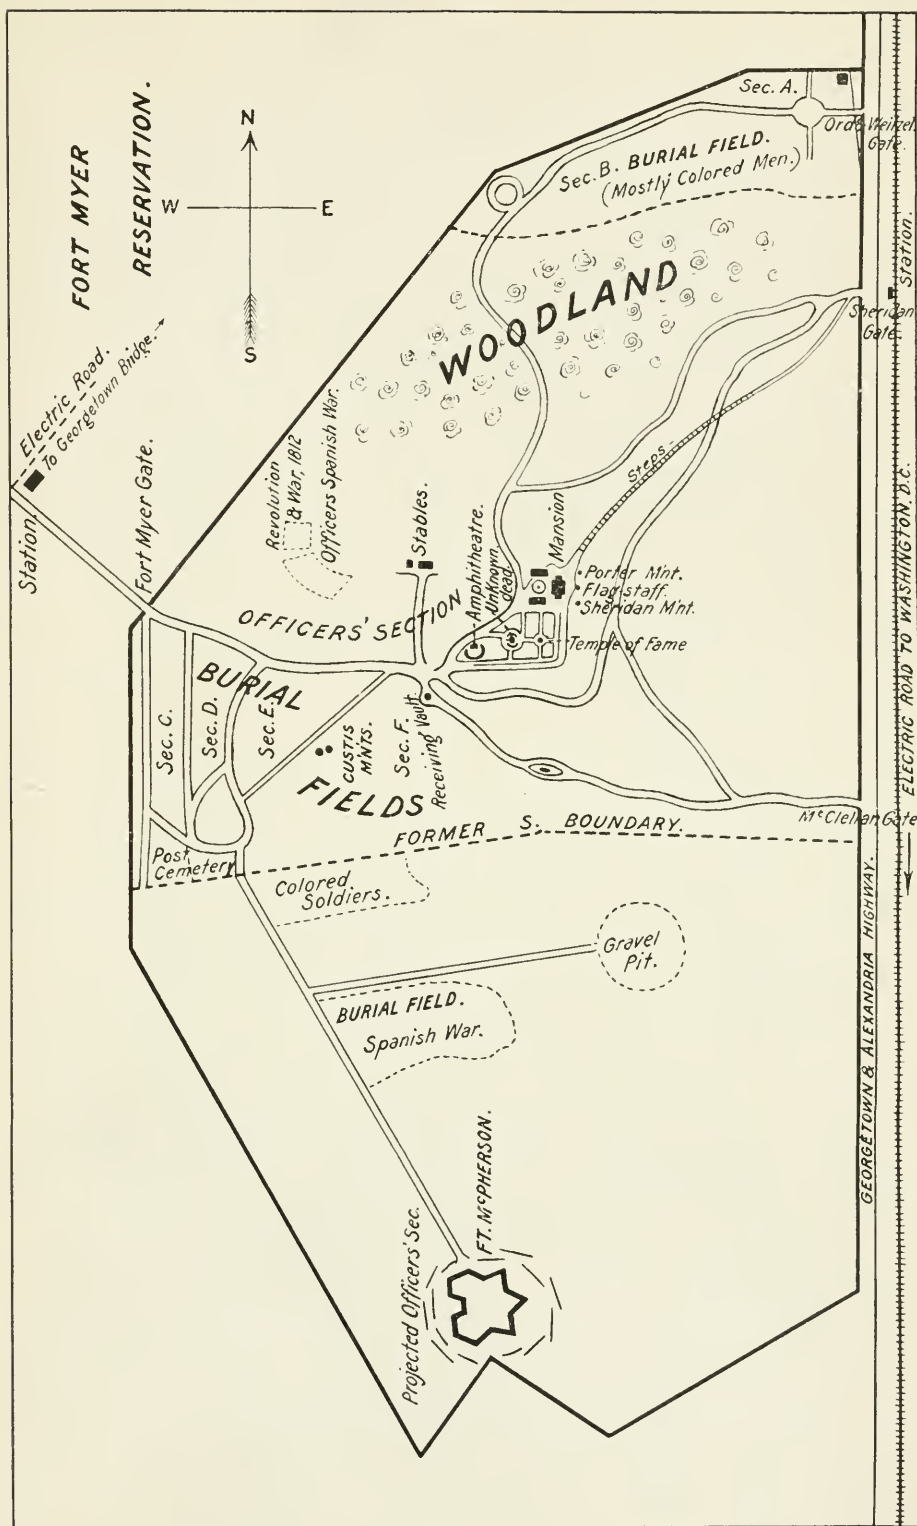 FORT MYER
RESERVATION.
N
W
E
S
Sec. A.
Ord & Weitzel
Gate.
Sec. B. BURIAL FIELD.
(Mostly Colored Men.)
WOODLAND
Station.
Sheridan
Gate.
Electric Road.
To Georgetown Bridge.
Station.
Fort Myer Gate.
Revolution
& War, 1812
Officers Spanish War.
Stables.
Amphitheatre.
Unknown
dead.
Mansion
Steps
Porter Mnt.
Flagstaff.
Sheridan M'nt.
Temple of Fame
OFFICERS' SECTION
BURIAL
FIELDS
Sec. C.
Sec. D.
Sec. E.
CUSTIS
M'NTS.
Sec. F.
Receiving Vault.
McClellan Gate
FORMER S. BOUNDARY.
Post
Cemetery
Colored
Soldiers.
Gravel
Pit.
BURIAL FIELD.
Spanish War.
FT. McPHERSON.
Projected Officers' Sec.
GEORGETOWN & ALEXANDRIA HIGHWAY.
ELECTRIC ROAD TO WASHINGTON, D.C.